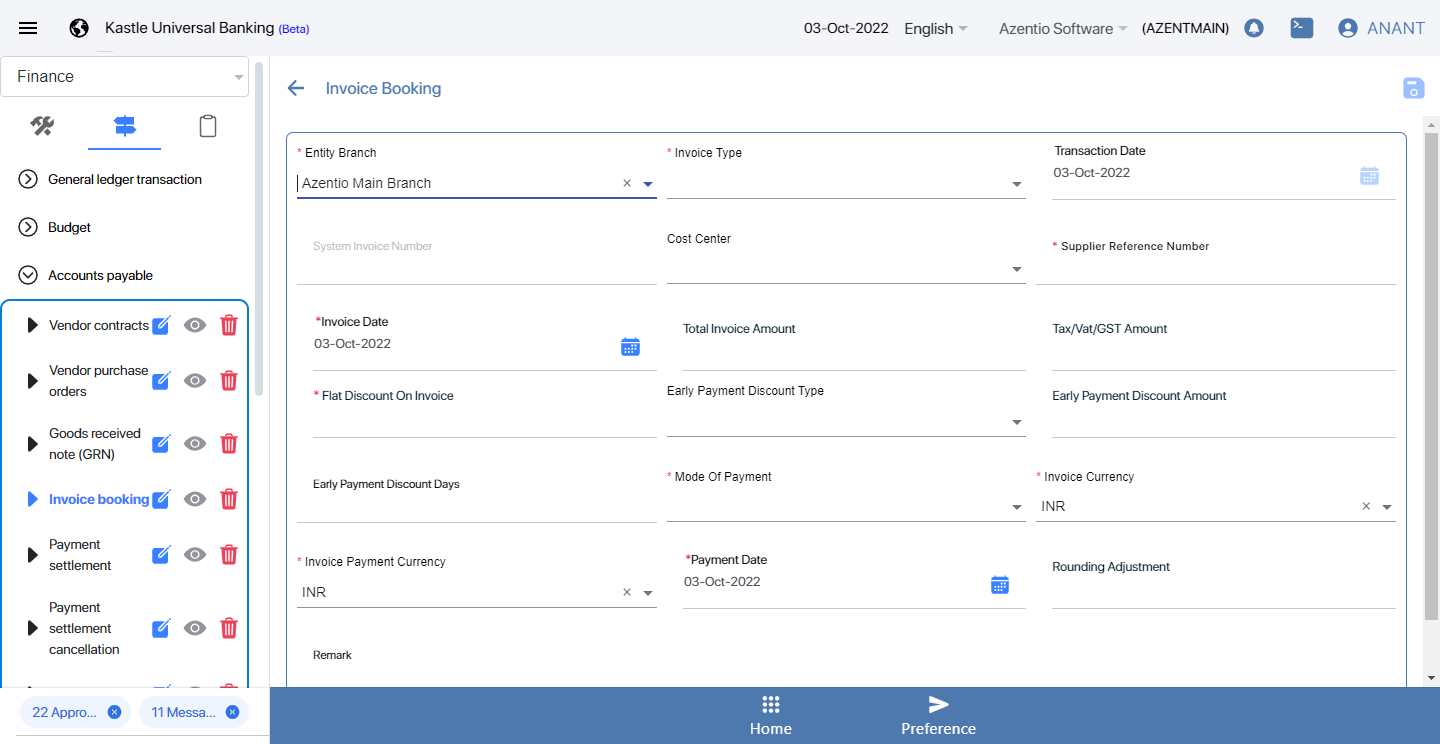 Kastle Universal Banking (Beta)
03-Oct-2022
English
Azentio Software
(AZENTMAIN)
ANANT
Finance
General ledger transaction
Budget
Accounts payable
Vendor contracts
Vendor purchase
orders
Goods received
note (GRN)
Invoice booking
Payment
settlement
Payment
settlement
cancellation
22 Appro...
11 Messa...
Invoice Booking
* Entity Branch
Azentio Main Branch
* Invoice Type
Transaction Date
03-Oct-2022
System Invoice Number
Cost Center
* Supplier Reference Number
*Invoice Date
03-Oct-2022
Total Invoice Amount
Tax/Vat/GST Amount
* Flat Discount On Invoice
Early Payment Discount Type
Early Payment Discount Amount
Early Payment Discount Days
* Mode Of Payment
* Invoice Currency
INR
* Invoice Payment Currency
INR
*Payment Date
03-Oct-2022
Rounding Adjustment
Remark
Home
Preference